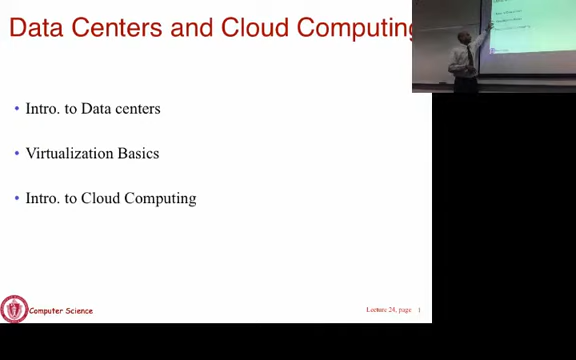 Data Centers and Cloud Computing
• Intro. to Data centers
• Virtualization Basics
• Intro. to Cloud Computing
Computer Science
Lecture 24, page 1